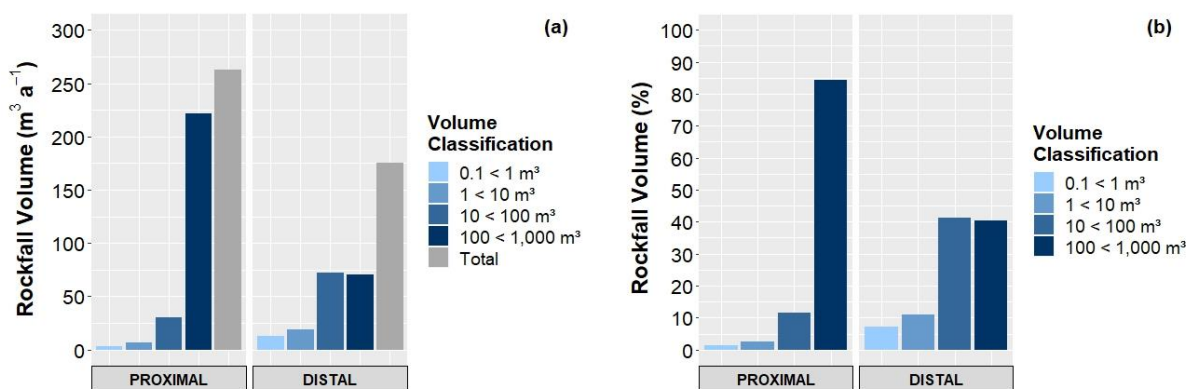 (a)
Rockfall Volume (m³ a⁻¹)
300
250
200
150
100
50
0
PROXIMAL
DISTAL
Volume
Classification
0.1 < 1 m³
1 < 10 m³
10 < 100 m³
100 < 1,000 m³
Total
(b)
Rockfall Volume (%)
100
90
80
70
60
50
40
30
20
10
0
PROXIMAL
DISTAL
Volume
Classification
0.1 < 1 m³
1 < 10 m³
10 < 100 m³
100 < 1,000 m³